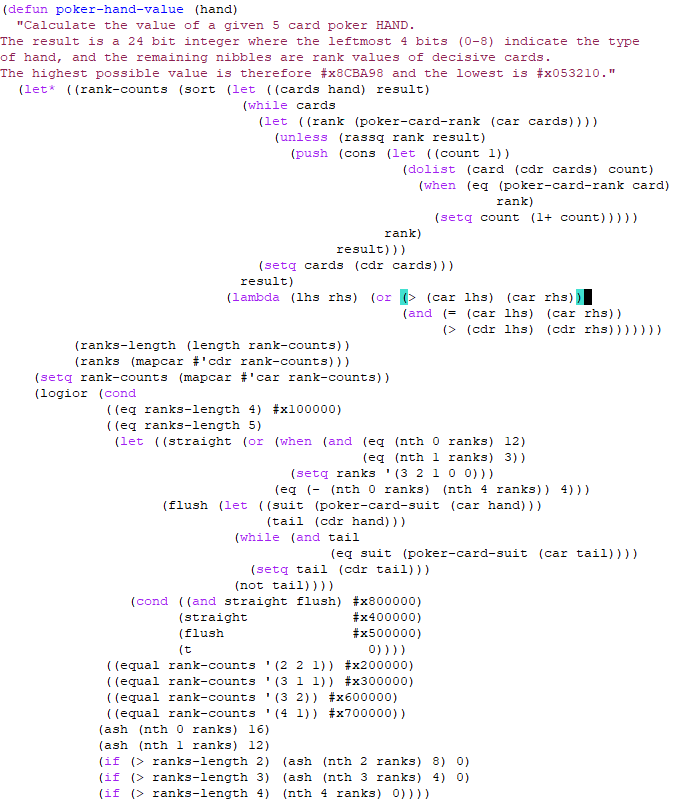 (defun poker-hand-value (hand)
  "Calculate the value of a given 5 card poker HAND.
The result is a 24 bit integer where the leftmost 4 bits (0-8) indicate the type
of hand, and the remaining nibbles are rank values of decisive cards.
The highest possible value is therefore #x8CBA98 and the lowest is #x053210."
  (let* ((rank-counts (sort (let ((cards hand) result)
                              (while cards
                                (let ((rank (poker-card-rank (car cards))))
                                  (unless (rassq rank result)
                                    (push (cons (let ((count 1))
                                                  (dolist (card (cdr cards) count)
                                                    (when (eq (poker-card-rank card)
                                                              rank)
                                                      (setq count (1+ count)))))
                                                rank)
                                          result)))
                                (setq cards (cdr cards)))
                              result)
                            (lambda (lhs rhs) (or (> (car lhs) (car rhs))
                                                  (and (= (car lhs) (car rhs))
                                                       (> (cdr lhs) (cdr rhs)))))))
         (ranks-length (length rank-counts))
         (ranks (mapcar #'cdr rank-counts)))
    (setq rank-counts (mapcar #'car rank-counts))
    (logior (cond
             ((eq ranks-length 4) #x100000)
             ((eq ranks-length 5)
              (let ((straight (or (when (and (eq (nth 0 ranks) 12)
                                             (eq (nth 1 ranks) 3))
                                    (setq ranks '(3 2 1 0 0)))
                                  (eq (- (nth 0 ranks) (nth 4 ranks)) 4)))
                    (flush (let ((suit (poker-card-suit (car hand)))
                                 (tail (cdr hand)))
                             (while (and tail
                                         (eq suit (poker-card-suit (car tail))))
                               (setq tail (cdr tail)))
                             (not tail))))
                (cond ((and straight flush) #x800000)
                      (straight             #x400000)
                      (flush                #x500000)
                      (t                      0))))
             ((equal rank-counts '(2 2 1)) #x200000)
             ((equal rank-counts '(3 1 1)) #x300000)
             ((equal rank-counts '(3 2)) #x600000)
             ((equal rank-counts '(4 1)) #x700000))
            (ash (nth 0 ranks) 16)
            (ash (nth 1 ranks) 12)
            (if (> ranks-length 2) (ash (nth 2 ranks) 8) 0)
            (if (> ranks-length 3) (ash (nth 3 ranks) 4) 0)
            (if (> ranks-length 4) (nth 4 ranks) 0))))